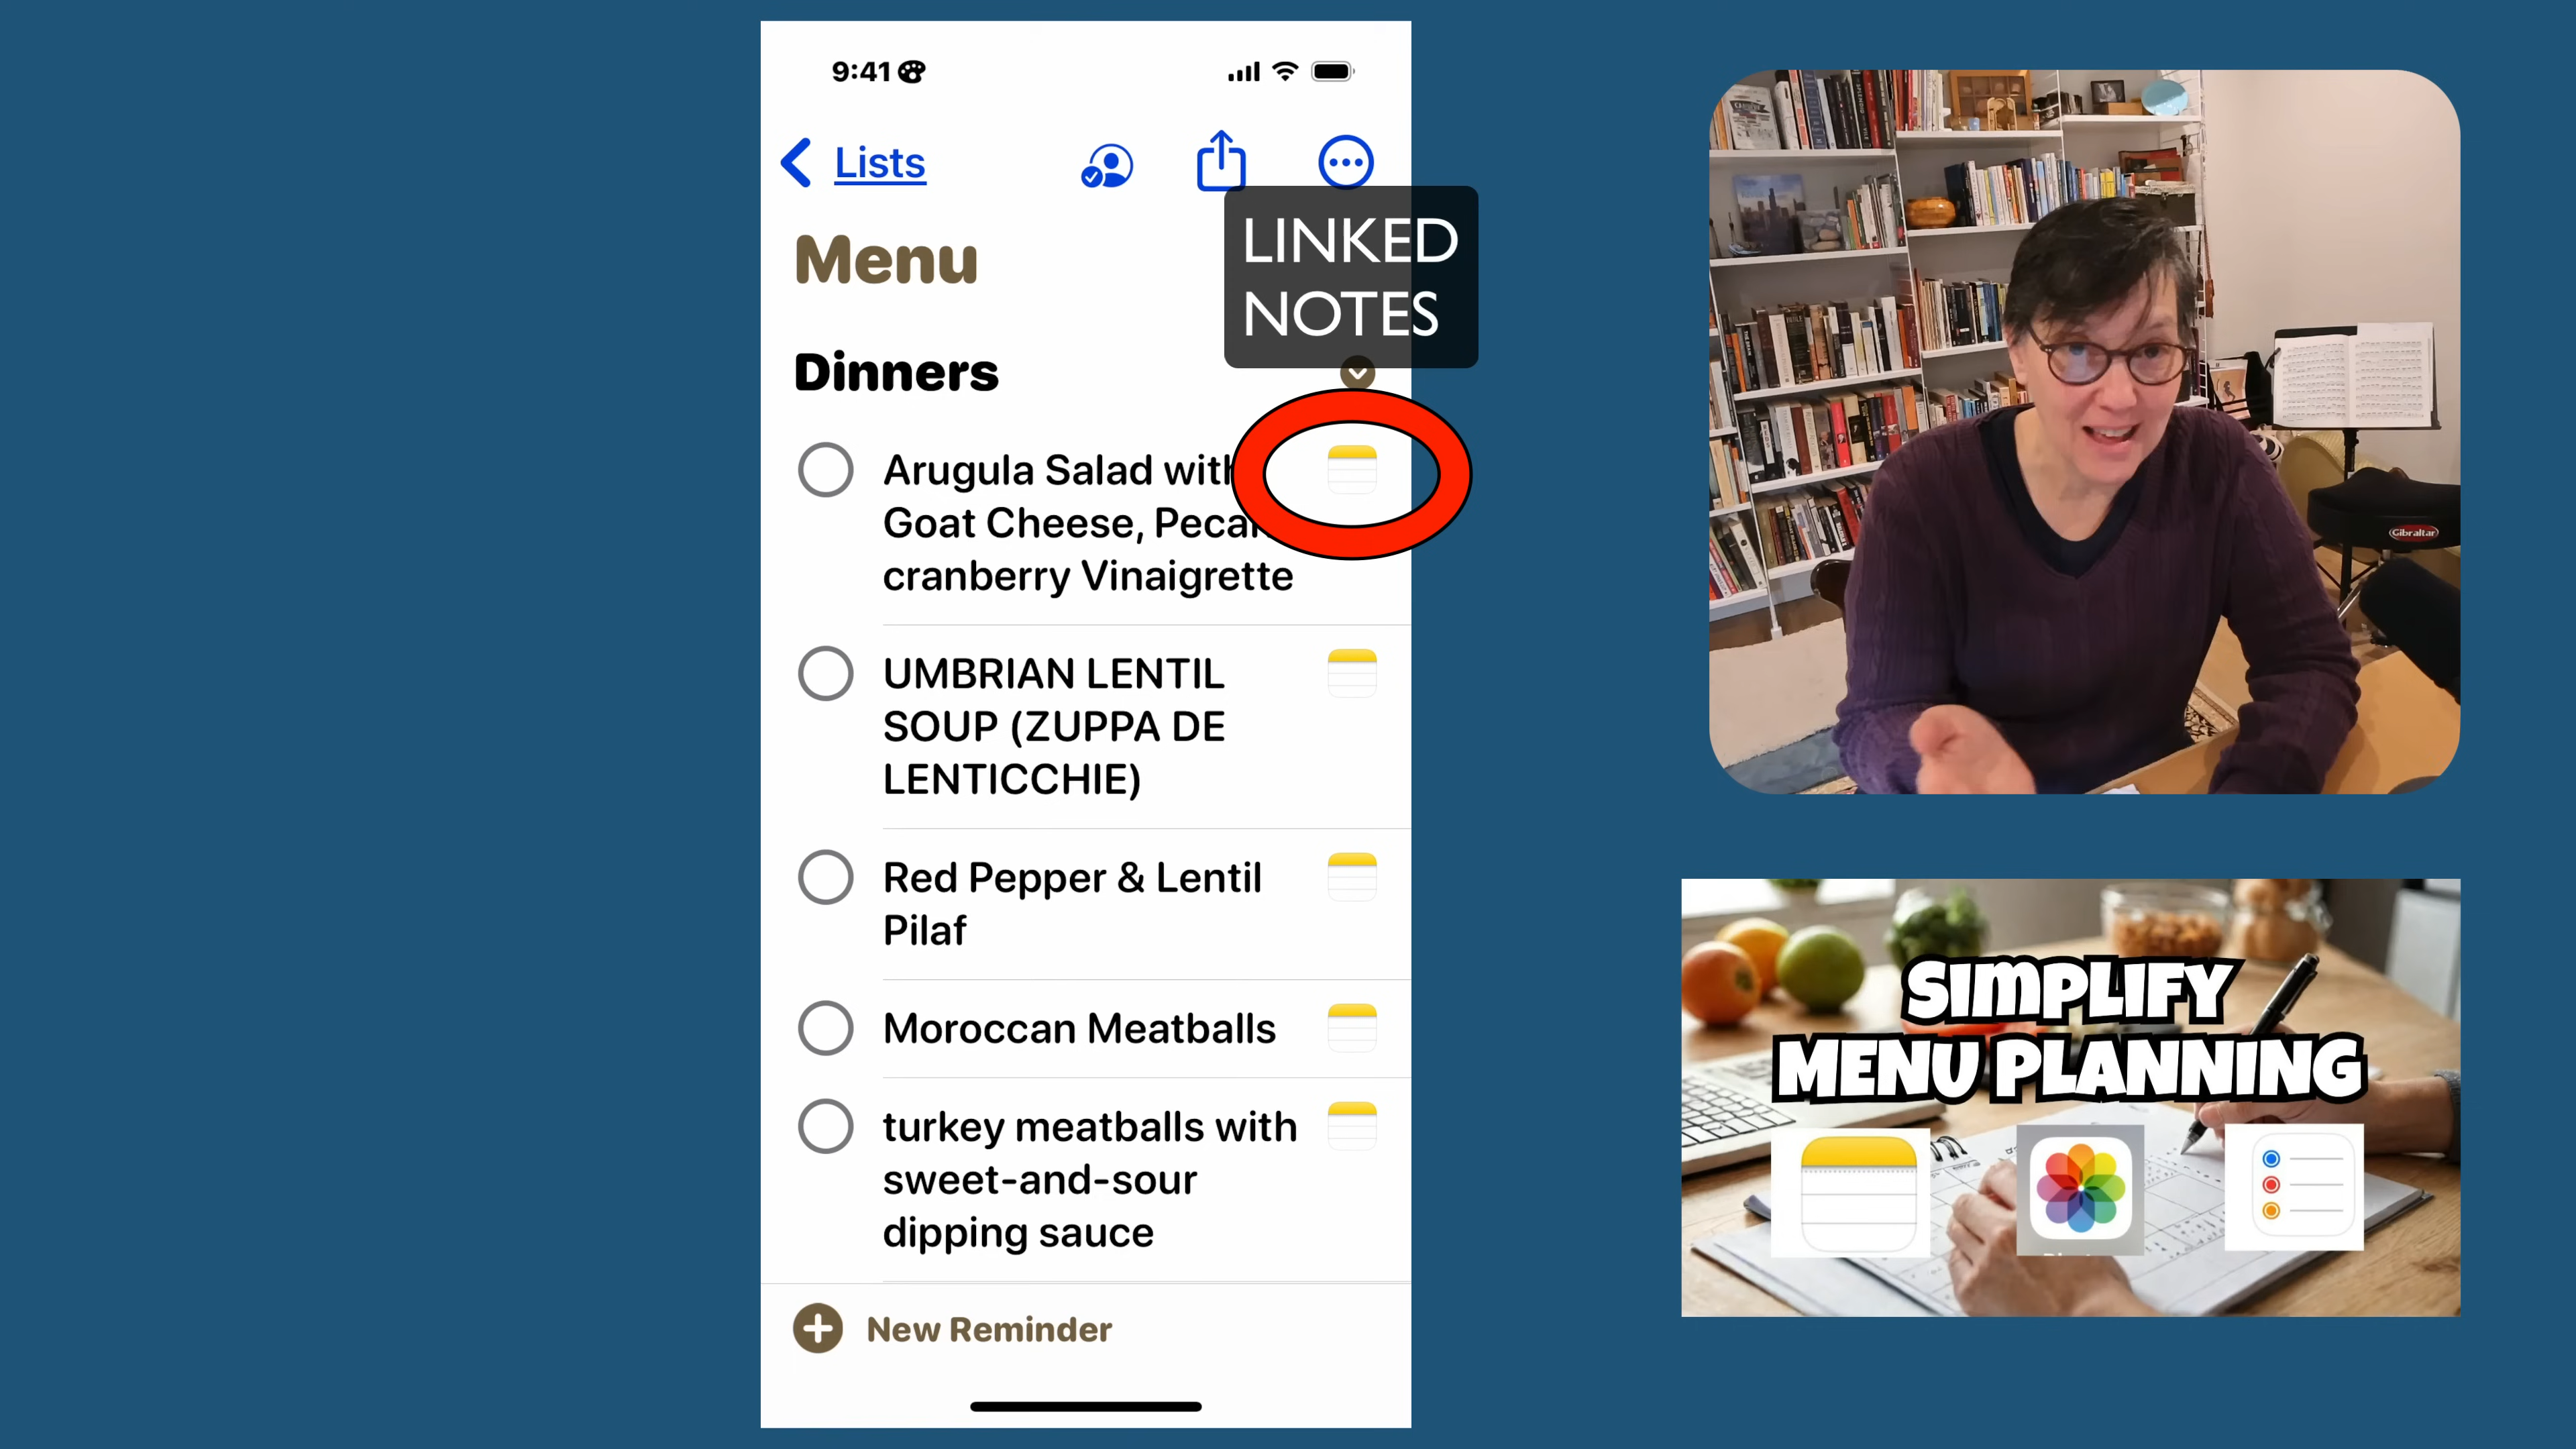 9:41
Lists
LINKED
NOTES
Menu
Dinners
Arugula Salad with
Goat Cheese, Pecan
cranberry Vinaigrette
UMBRIAN LENTIL
SOUP (ZUPPA DE
LENTICCHIE)
Red Pepper & Lentil
Pilaf
Moroccan Meatballs
turkey meatballs with
sweet-and-sour
dipping sauce
New Reminder
Gibraltar
SIMPLIFY
MENU PLANNING